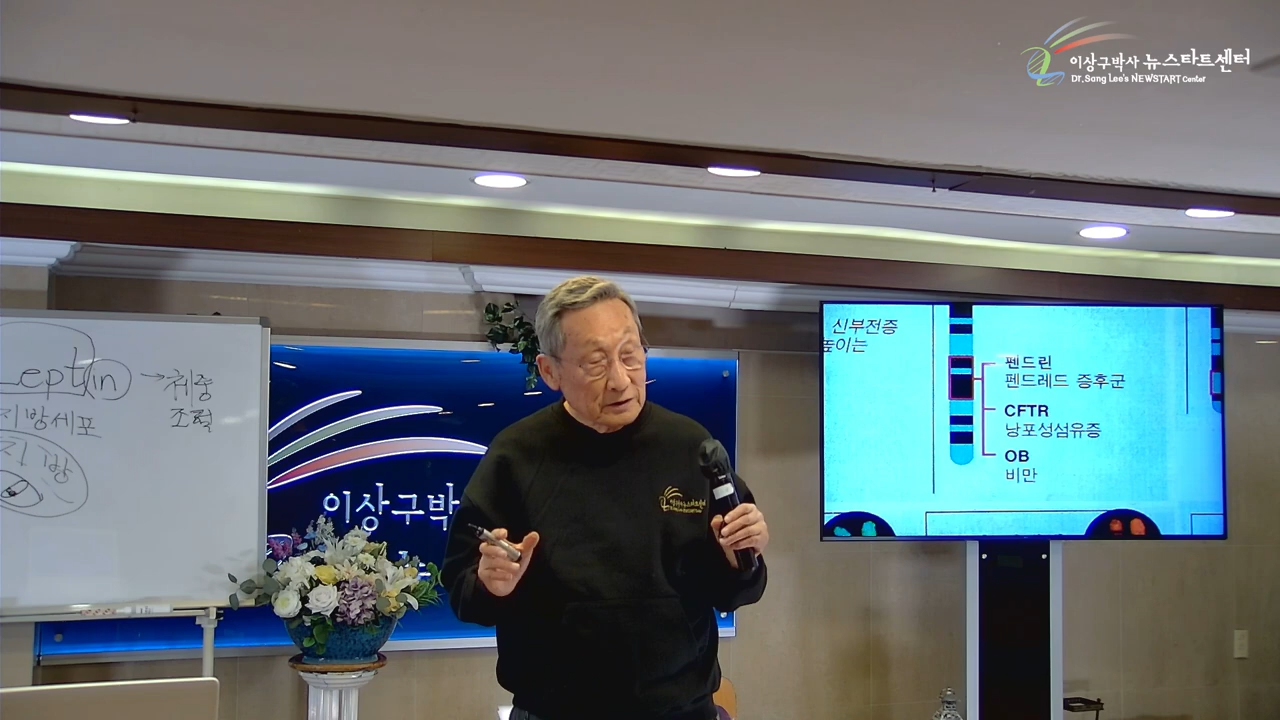 이상구박사 뉴스타트센터
Dr. Sang Lee's NEWSTART Center
Leptin → 체중
조절
지방세포
지방
이상구박
신부전증
높이는
펜드린
펜드레드 증후군
CFTR
낭포성섬유증
OB
비만